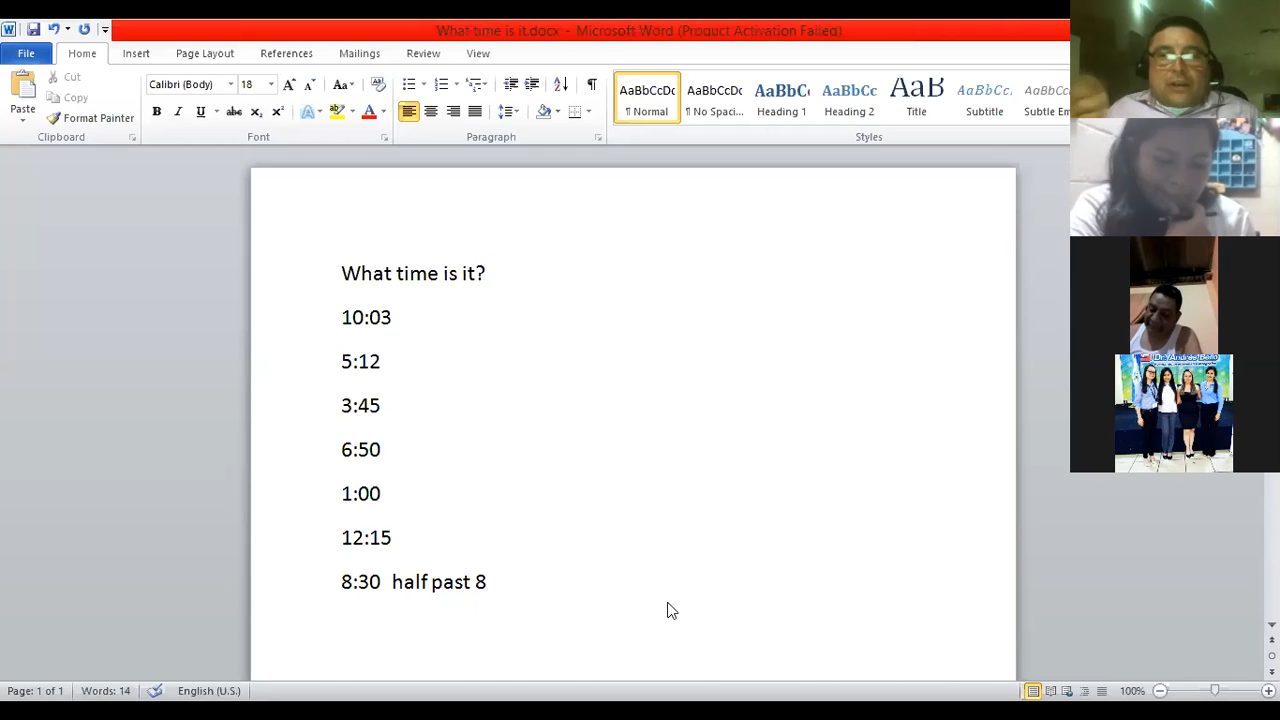 What time is it.docx - Microsoft Word (Product Activation Failed)
File Home Insert Page Layout References Mailings Review View
Paste
Cut
Copy
Format Painter
Clipboard
Calibri (Body) 18
Font
Paragraph
AaBbCcDc AaBbCcDc AaBbCc AaBbCc AaB AaBbCc. AaBbCc
¶ Normal ¶ No Spaci... Heading 1 Heading 2 Title Subtitle Subtle Em
Styles
What time is it?
10:03
5:12
3:45
6:50
1:00
12:15
8:30 half past 8
Dr. Andrés Bello
Page: 1 of 1 Words: 14 English (U.S.) 100%